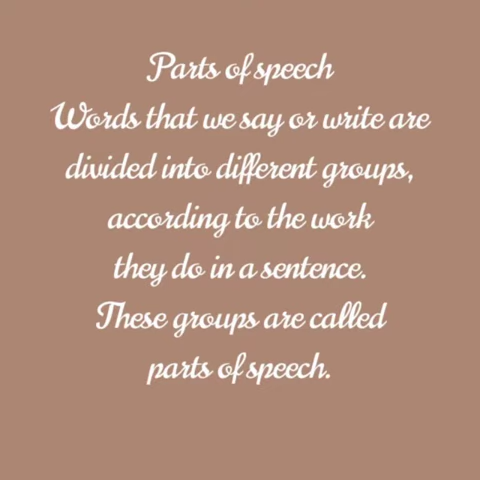 Parts of speech
Words that we say or write are
divided into different groups,
according to the work
they do in a sentence.
These groups are called
parts of speech.